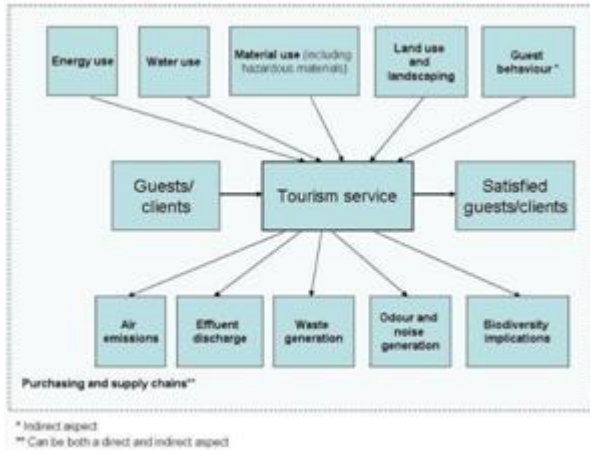 Energy use
Water use
Material use (including
hazardous materials)
Land use
and
landscaping
Guest
behaviour *
Guests/
clients
Tourism service
Satisfied
guests/clients
Air
emissions
Effluent
discharge
Waste
generation
Odour and
noise
generation
Biodiversity
implications
Purchasing and supply chains**
* Indirect aspect
** Can be both a direct and indirect aspect